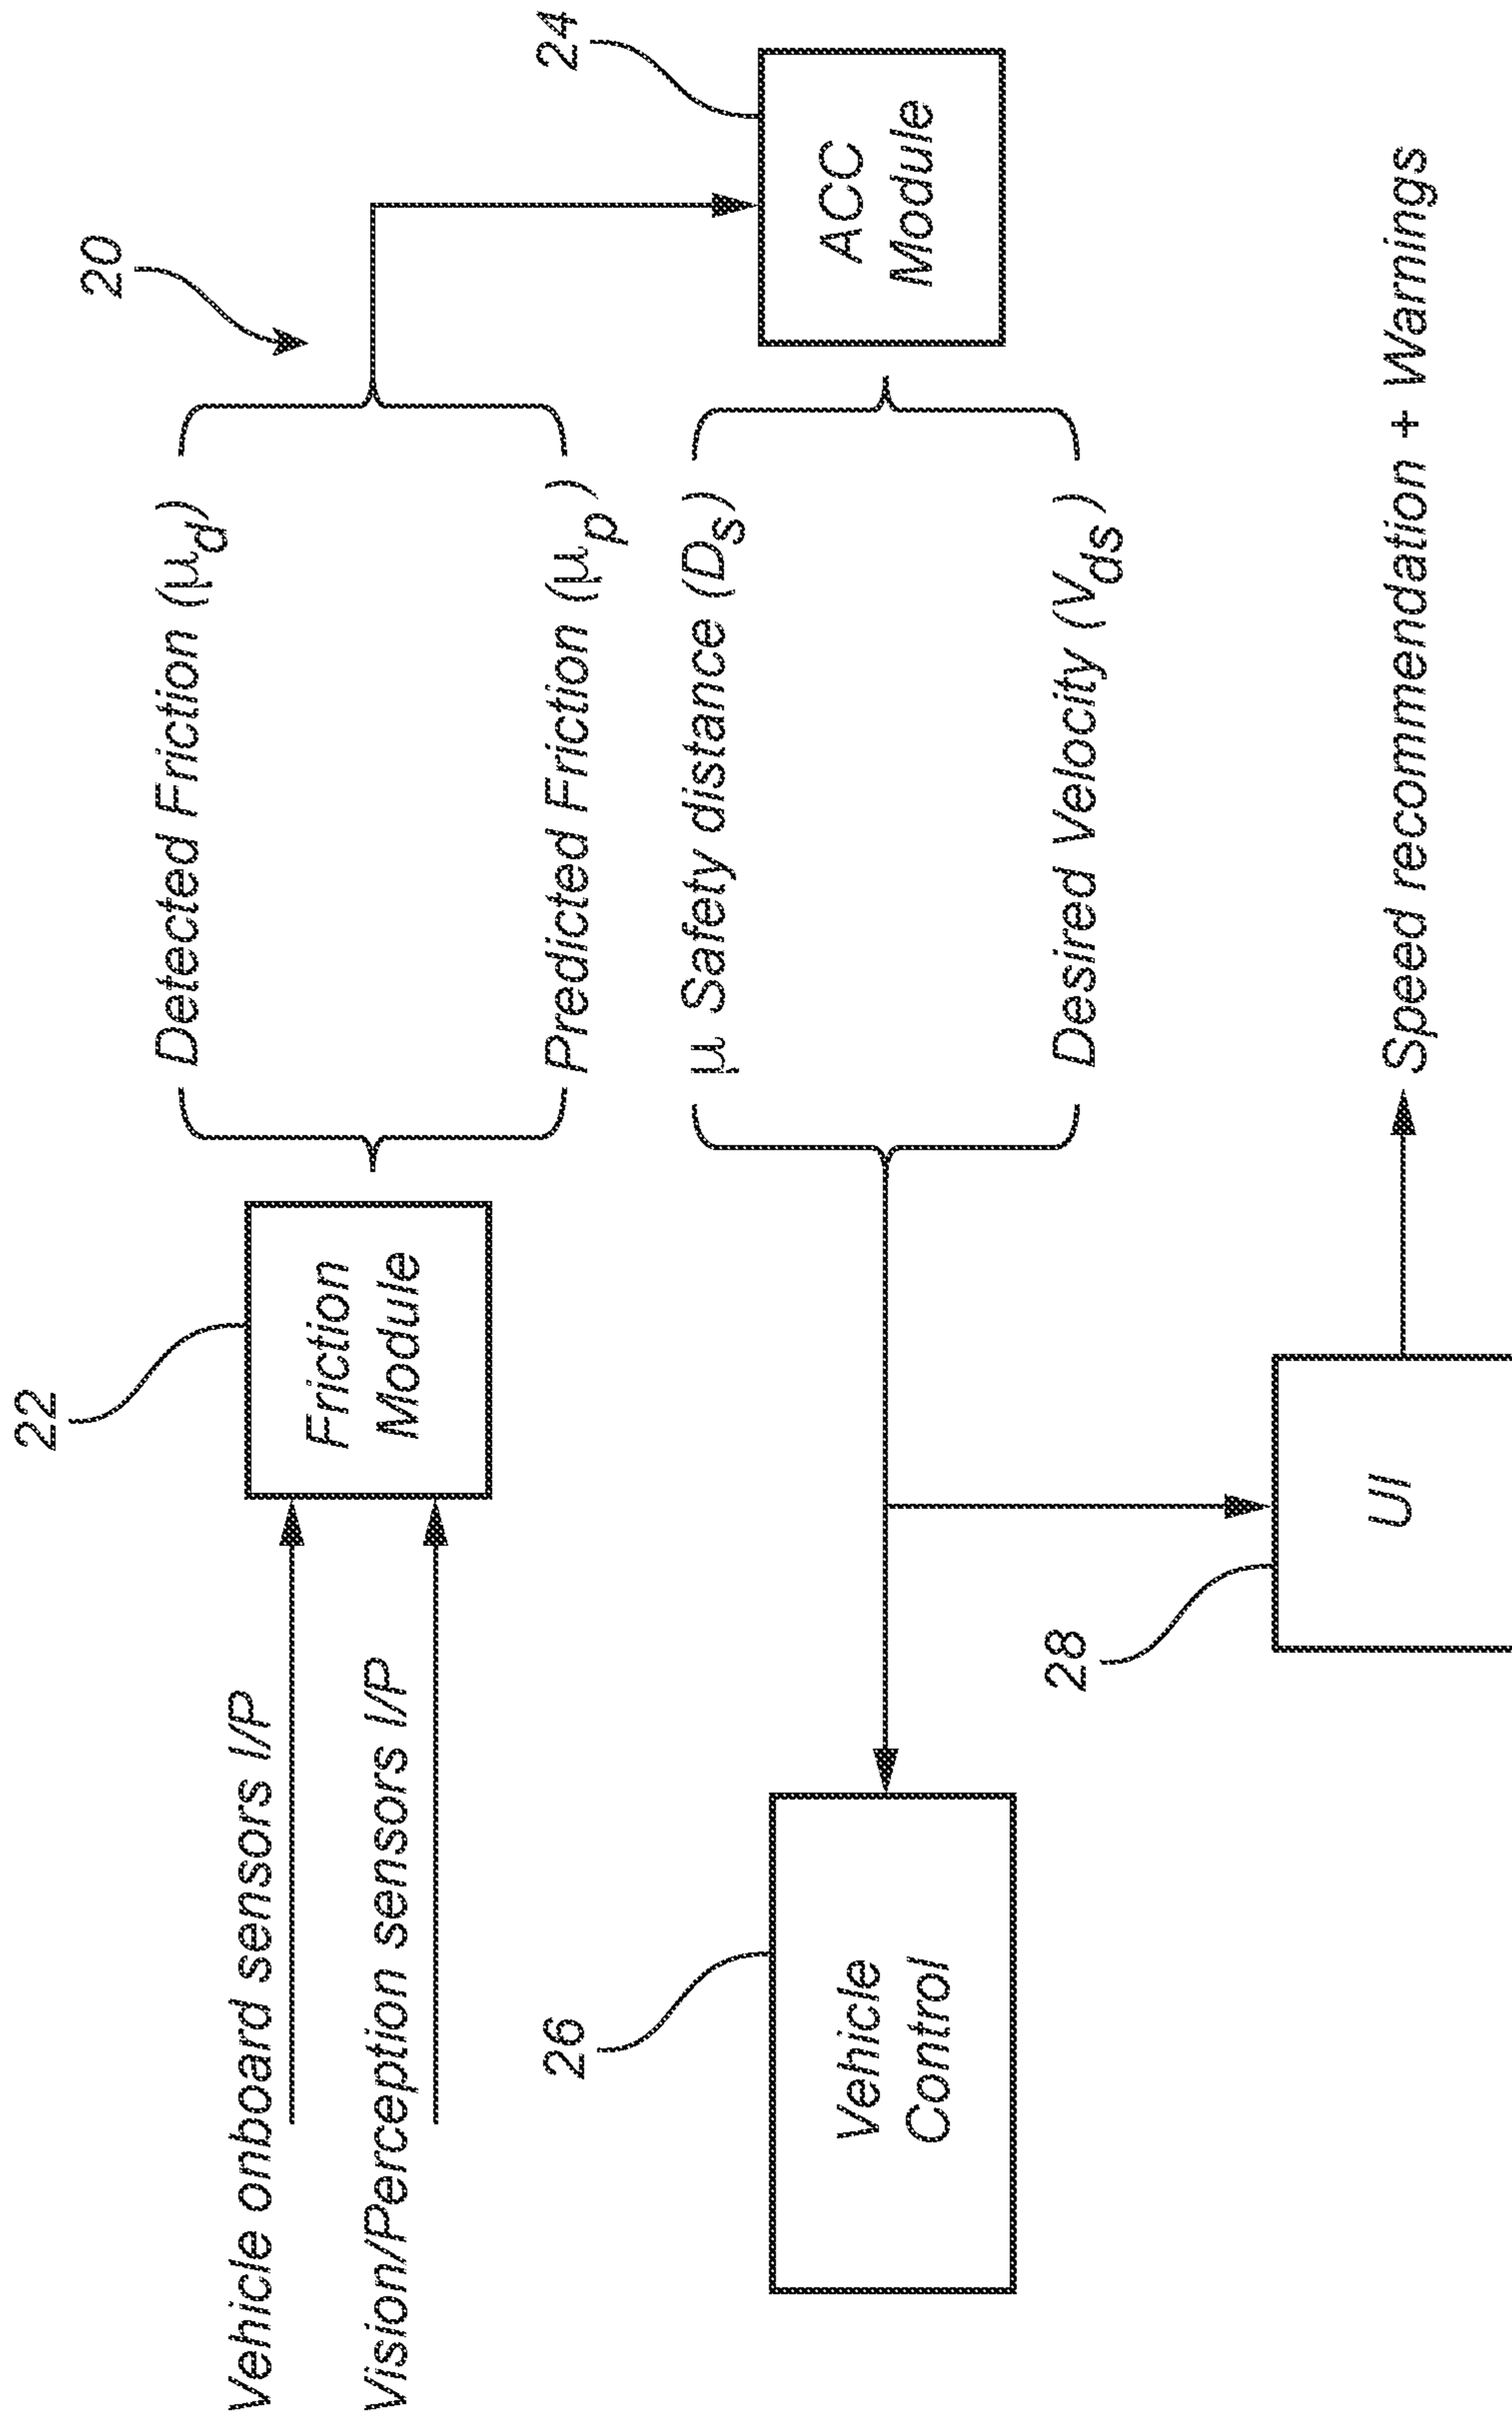 20
22
Vehicle onboard sensors I/P
Vision/Perception sensors I/P
Friction
Module
Detected Friction (μd)
Predicted Friction (μp)
24
ACC
Module
μ Safety distance (Ds)
Desired Velocity (Vds)
26
Vehicle
Control
28
UI
Speed recommendation + Warnings